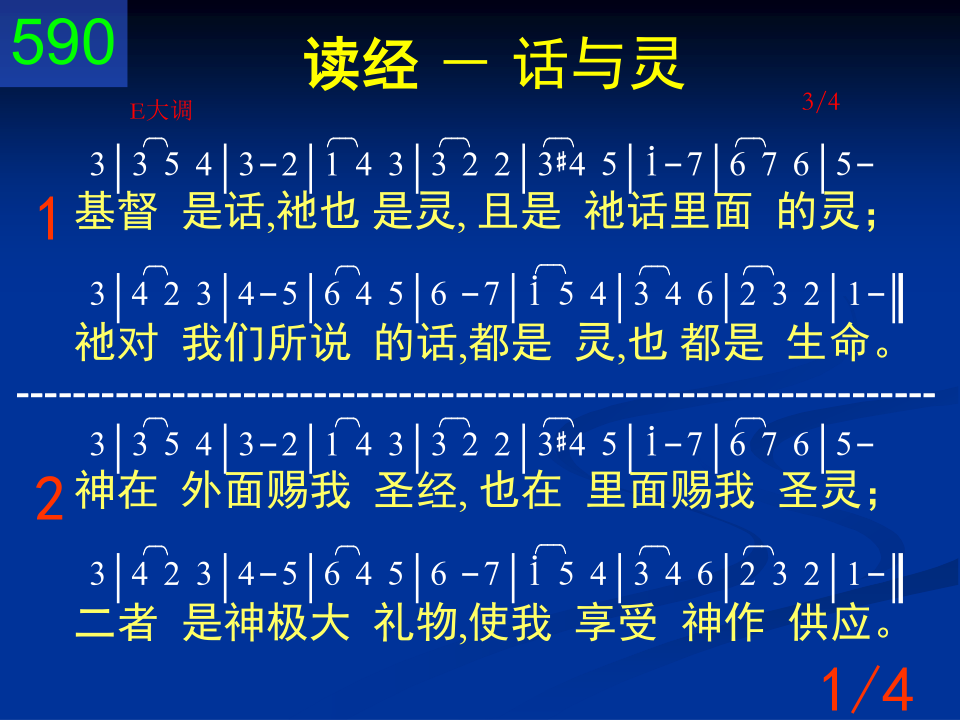 590
读经 － 话与灵
E大调 3/4
3|3 5 4|3-2|1 4 3|3 2 2|3#4 5|i-7|6 7 6|5-
1 基督 是话,祂也 是灵, 且是 祂话里面 的灵；
3|4 2 3|4-5|6 4 5|6 -7|i 5 4|3 4 6|2 3 2|1-‖
祂对 我们所说 的话,都是 灵,也 都是 生命。
3|3 5 4|3-2|1 4 3|3 2 2|3#4 5|i-7|6 7 6|5-
2 神在 外面赐我 圣经, 也在 里面赐我 圣灵；
3|4 2 3|4-5|6 4 5|6 -7|i 5 4|3 4 6|2 3 2|1-‖
二者 是神极大 礼物,使我 享受 神作 供应。
1/4